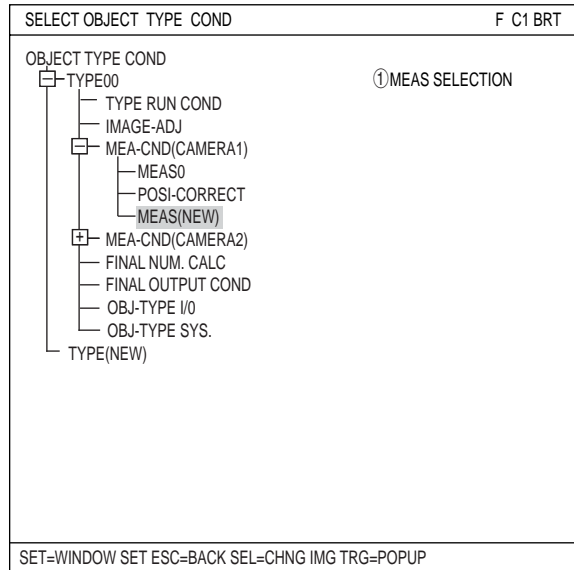 SELECT OBJECT TYPE COND F C1 BRT
OBJECT TYPE COND
TYPE00 ①MEAS SELECTION
TYPE RUN COND
IMAGE-ADJ
MEA-CND(CAMERA1)
MEAS0
POSI-CORRECT
MEAS(NEW)
MEA-CND(CAMERA2)
FINAL NUM. CALC
FINAL OUTPUT COND
OBJ-TYPE I/0
OBJ-TYPE SYS.
TYPE(NEW)
SET=WINDOW SET ESC=BACK SEL=CHNG IMG TRG=POPUP